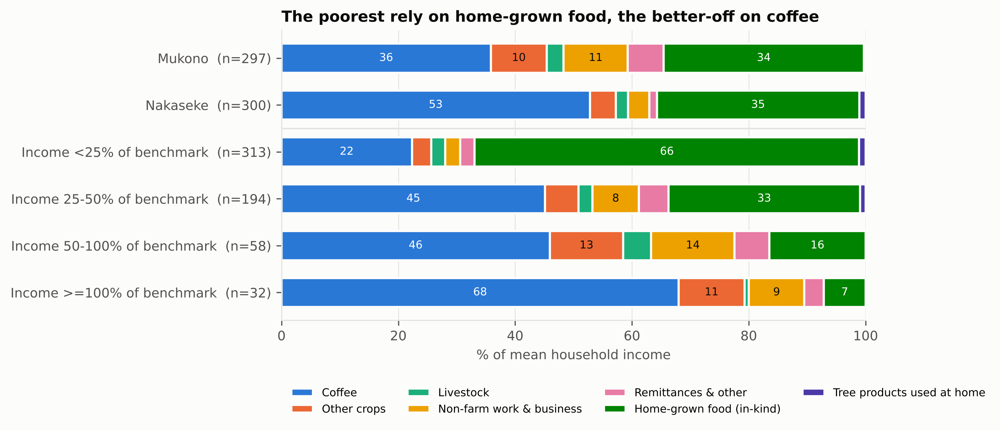 The poorest rely on home-grown food, the better-off on coffee
Mukono (n=297)
36 10 11 34
Nakaseke (n=300)
53 35
Income <25% of benchmark (n=313)
22 66
Income 25-50% of benchmark (n=194)
45 8 33
Income 50-100% of benchmark (n=58)
46 13 14 16
Income >=100% of benchmark (n=32)
68 11 9 7
0 20 40 60 80 100
% of mean household income
Coffee
Other crops
Livestock
Non-farm work & business
Remittances & other
Home-grown food (in-kind)
Tree products used at home